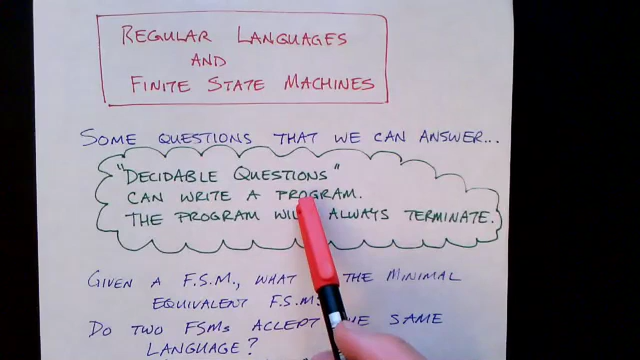 REGULAR LANGUAGES
AND
FINITE STATE MACHINES
SOME QUESTIONS THAT WE CAN ANSWER...
"DECIDABLE QUESTIONS"
CAN WRITE A PROGRAM.
THE PROGRAM WILL ALWAYS TERMINATE.
GIVEN A F.S.M., WHAT THE MINIMAL
EQUIVALENT F.S.M.
DO TWO FSMS ACCEPT SAME
LANGUAGE?